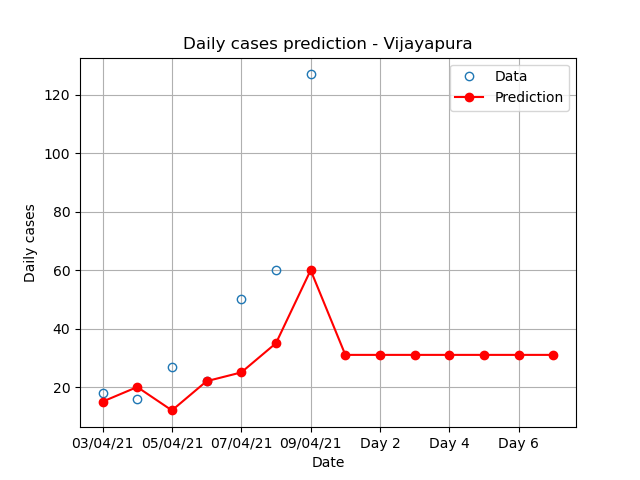 Daily cases prediction - Vijayapura
Data
Prediction
120
100
80
60
40
20
Daily cases
03/04/21 05/04/21 07/04/21 09/04/21 Day 2 Day 4 Day 6
Date